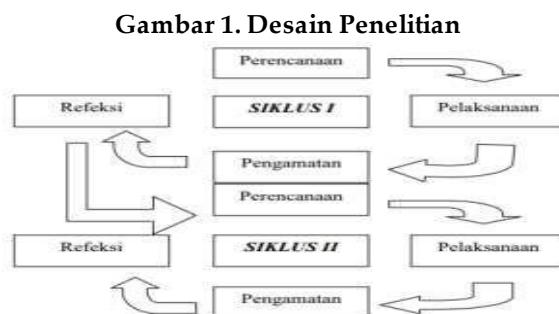 Gambar 1. Desain Penelitian
Perencanaan
Refeksi
SIKLUS I
Pelaksanaan
Pengamatan
Perencanaan
Refeksi
SIKLUS II
Pelaksanaan
Pengamatan